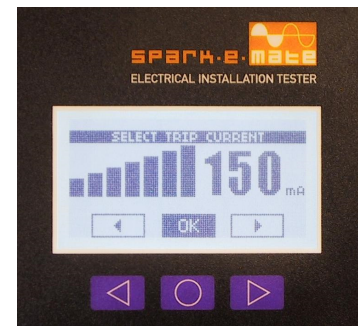 spark·e·mate
ELECTRICAL INSTALLATION TESTER
SELECT TRIP CURRENT
150 mA
OK